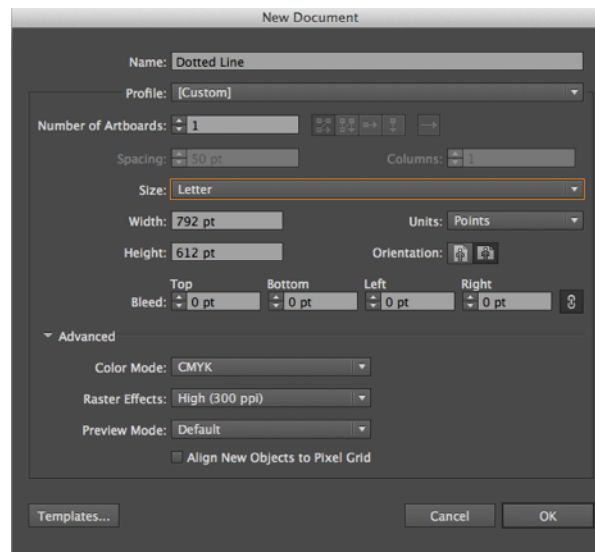 New Document
Name: Dotted Line
Profile: [Custom]
Number of Artboards: 1
Spacing: 50 pt Columns: 1
Size: Letter
Width: 792 pt Units: Points
Height: 612 pt Orientation:
Top Bottom Left Right
Bleed: 0 pt 0 pt 0 pt 0 pt
Advanced
Color Mode: CMYK
Raster Effects: High (300 ppi)
Preview Mode: Default
Align New Objects to Pixel Grid
Templates... Cancel OK